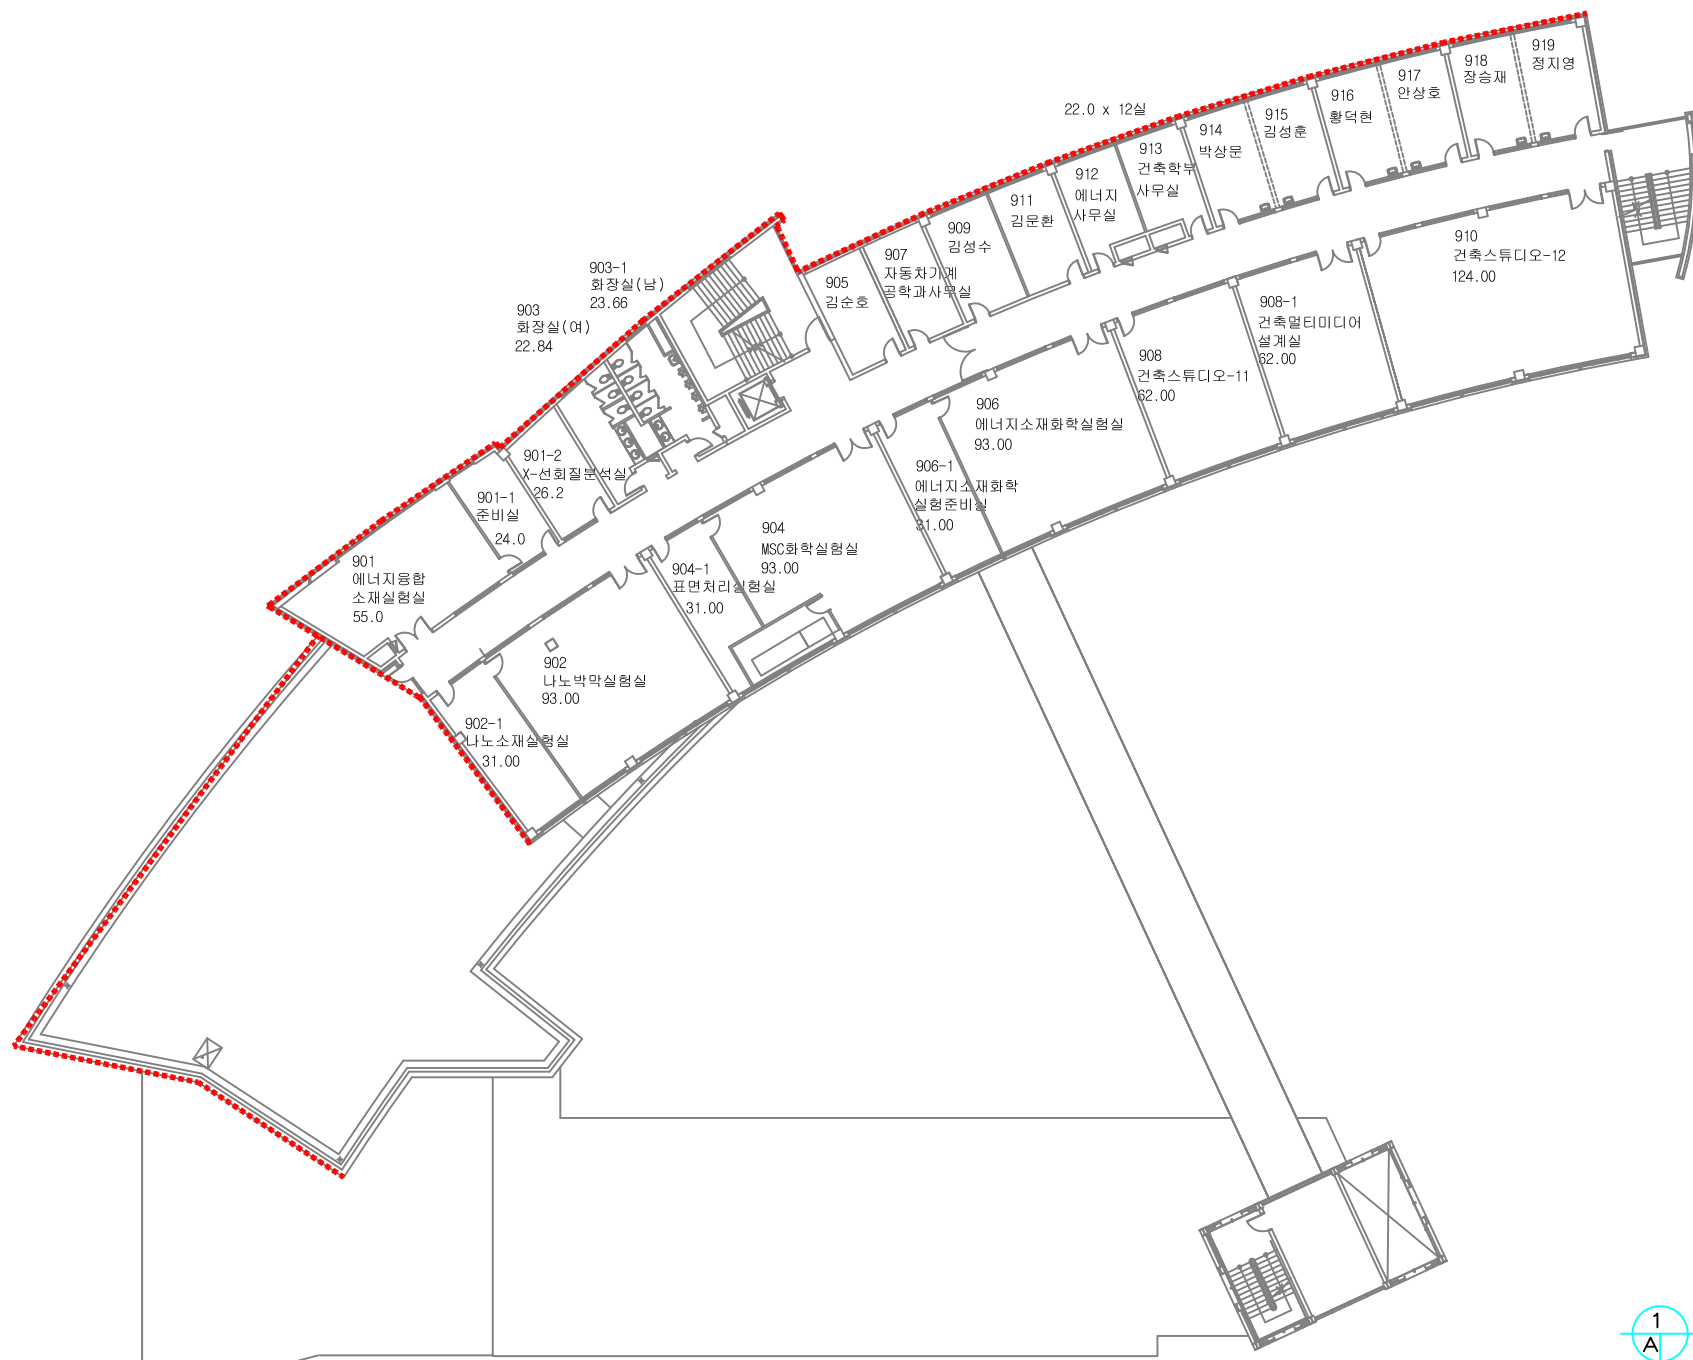 919
정지영
918
장승재
917
안상호
916
황덕현
22.0 x 12실
915
김성훈
914
박상문
913
건축학부
사무실
912
에너지
사무실
911
김문환
909
김성수
907
자동차기계
공학과사무실
905
김순호
903-1
화장실(남)
23.66
903
화장실(여)
22.84
910
건축스튜디오-12
124.00
908-1
건축멀티미디어
설계실
62.00
908
건축스튜디오-11
62.00
906
에너지소재화학실험실
93.00
906-1
에너지소재화학
실험준비실
31.00
901-2
X-선회질분석실
26.2
901-1
준비실
24.0
901
에너지융합
소재실험실
55.0
904
MSC화학실험실
93.00
904-1
표면처리실험실
31.00
902
나노박막실험실
93.00
902-1
나노소재실험실
31.00
1
A